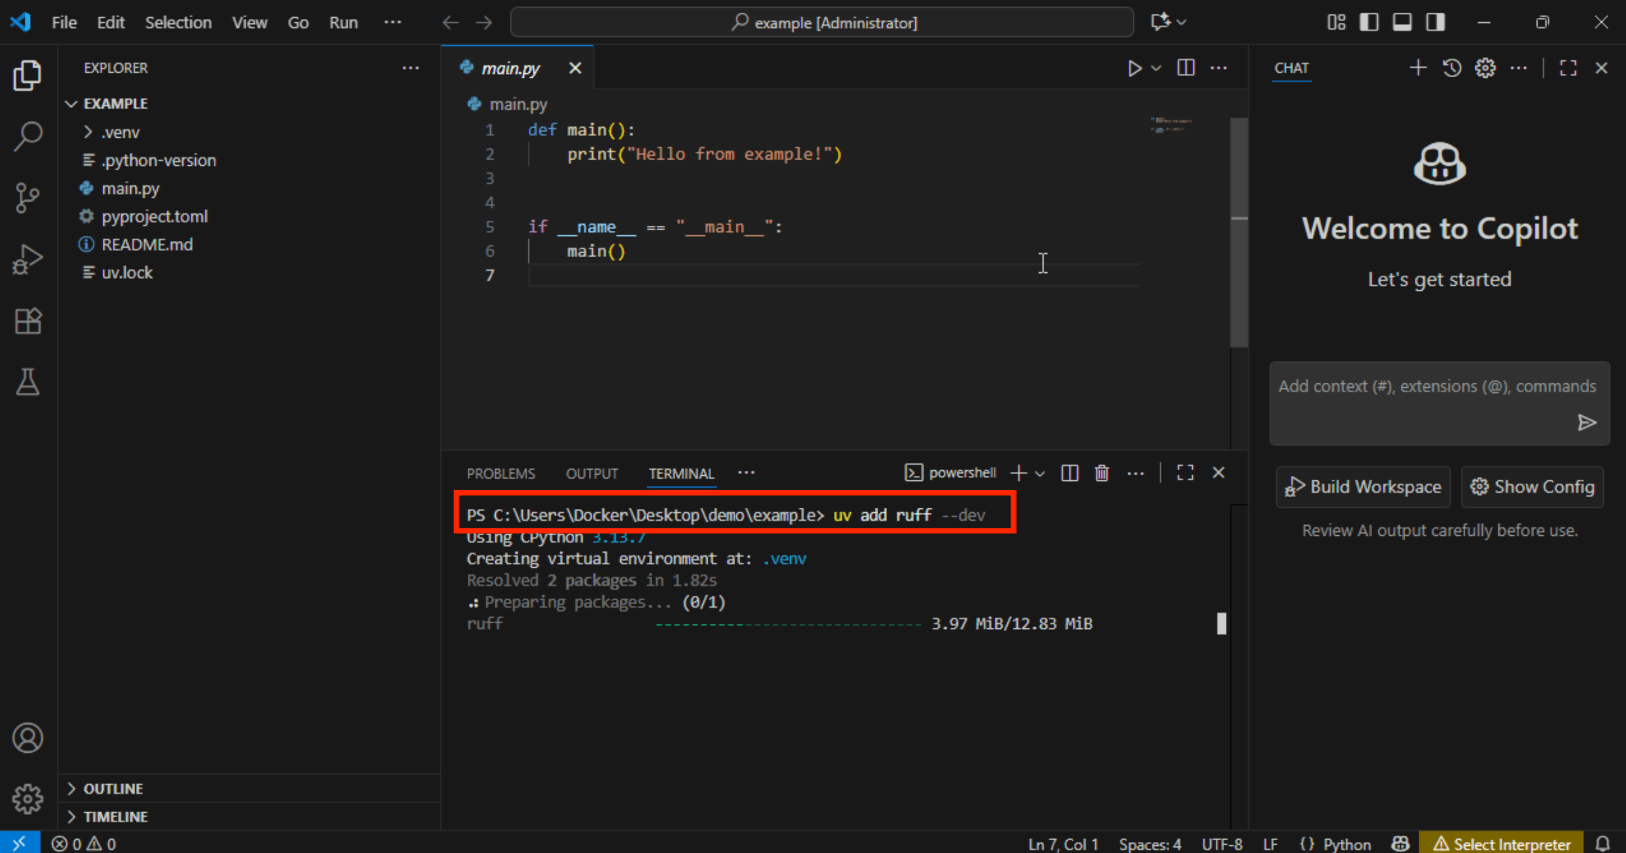 File Edit Selection View Go Run ···
example [Administrator]
EXPLORER ···
EXAMPLE
.venv
.python-version
main.py
pyproject.toml
README.md
uv.lock
OUTLINE
TIMELINE
main.py
main.py
1 def main():
2 print("Hello from example!")
3
4
5 if __name__ == "__main__":
6 main()
7
PROBLEMS OUTPUT TERMINAL ··· powershell
PS C:\Users\Docker\Desktop\demo\example> uv add ruff --dev
Using CPython 3.13.7
Creating virtual environment at: .venv
Resolved 2 packages in 1.82s
Preparing packages... (0/1)
ruff ------------------------------ 3.97 MiB/12.83 MiB
CHAT
Welcome to Copilot
Let's get started
Add context (#), extensions (@), commands
Build Workspace Show Config
Review AI output carefully before use.
0 0 Ln 7, Col 1 Spaces: 4 UTF-8 LF {} Python Select Interpreter